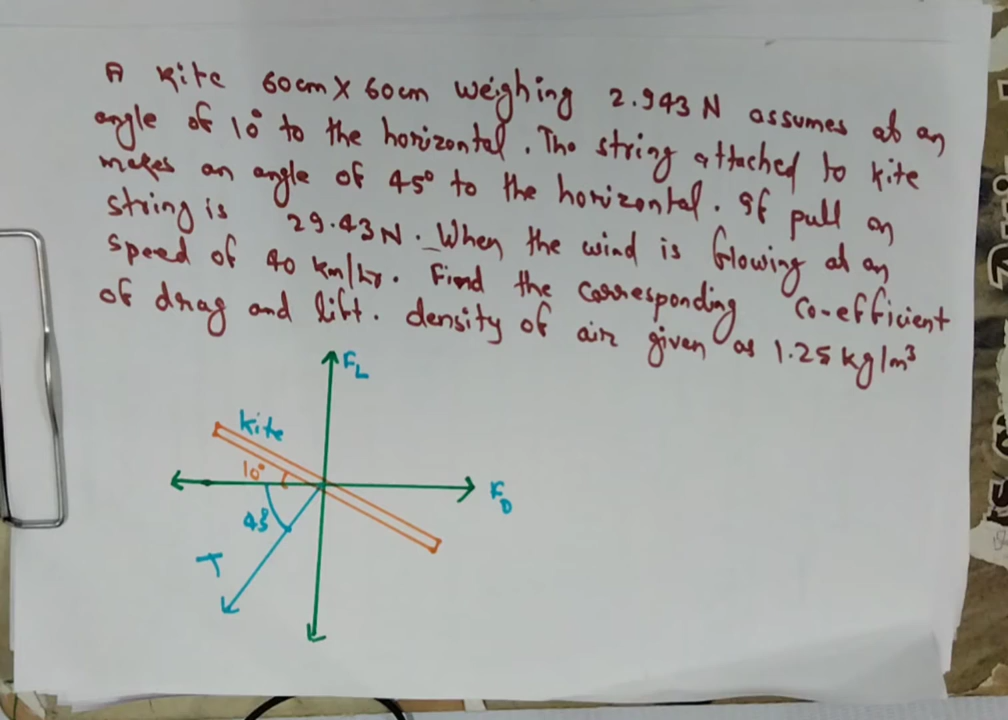 A kite 60cm X 60cm weighing 2.943 N assumes at an
angle of 10° to the horizontal. The string attached to kite
makes an angle of 45° to the horizontal. If pull on
string is 29.43N. When the wind is flowing at an
speed of 40 km/hr. Find the corresponding co-efficient
of drag and lift. density of air given as 1.25 kg/m³
F_L
kite
10°
F_D
45°
T